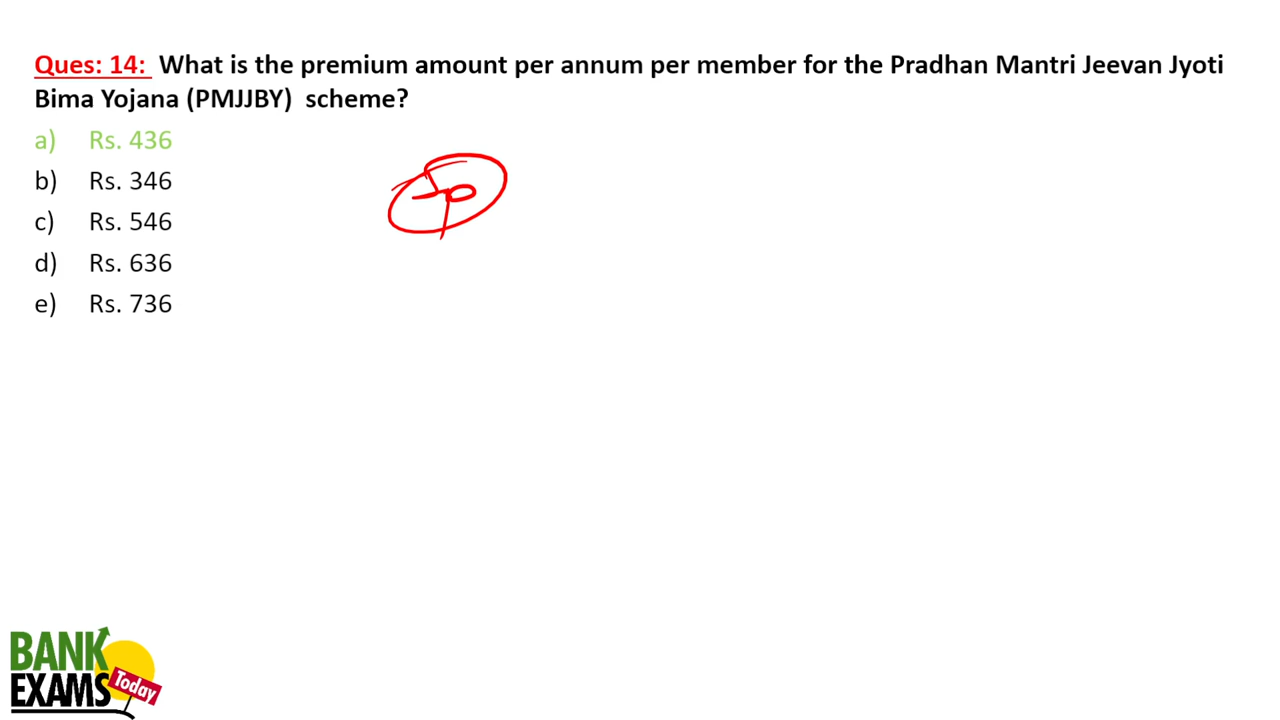 Ques: 14: What is the premium amount per annum per member for the Pradhan Mantri Jeevan Jyoti
Bima Yojana (PMJJBY) scheme?
a) Rs. 436
b) Rs. 346
c) Rs. 546
d) Rs. 636
e) Rs. 736
BANK
EXAMS
Today